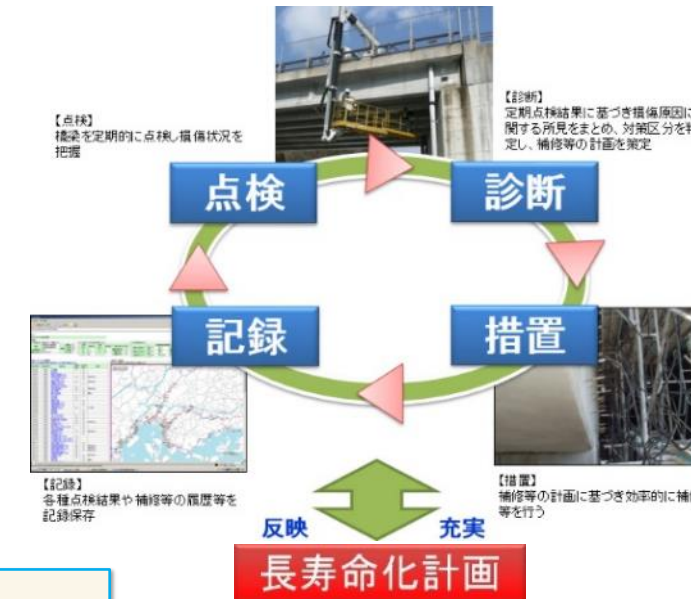 【点検】
橋梁を定期的に点検し損傷状況を
把握
【診断】
定期点検結果に基づき損傷原因に
関する所見をまとめ、対策区分を判
定し、補修等の計画を策定
点検
診断
記録
措置
【記録】
各種点検結果や補修等の履歴等を
記録保存
【措置】
補修等の計画に基づき効率的に補修
等を行う
反映
充実
長寿命化計画